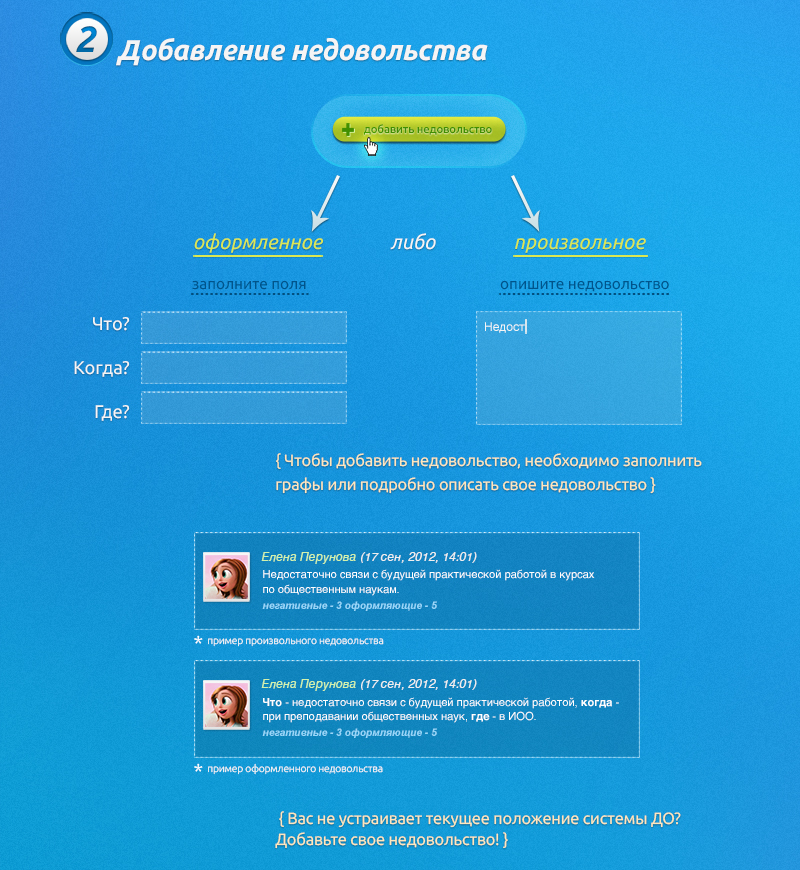 2
Добавление недовольства
+ добавить недовольство
оформленное либо произвольное
заполните поля
опишите недовольство
Что?
Когда?
Где?
Недост
{ Чтобы добавить недовольство, необходимо заполнить
графы или подробно описать свое недовольство }
Елена Перунова (17 сен, 2012, 14:01)
Недостаточно связи с будущей практической работой в курсах
по общественным наукам.
негативные - 3 оформляющие - 5
* пример произвольного недовольства
Елена Перунова (17 сен, 2012, 14:01)
Что - недостаточно связи с будущей практической работой, когда -
при преподавании общественных наук, где - в ИОО.
негативные - 3 оформляющие - 5
* пример оформленного недовольства
{ Вас не устраивает текущее положение системы ДО?
Добавьте свое недовольство! }